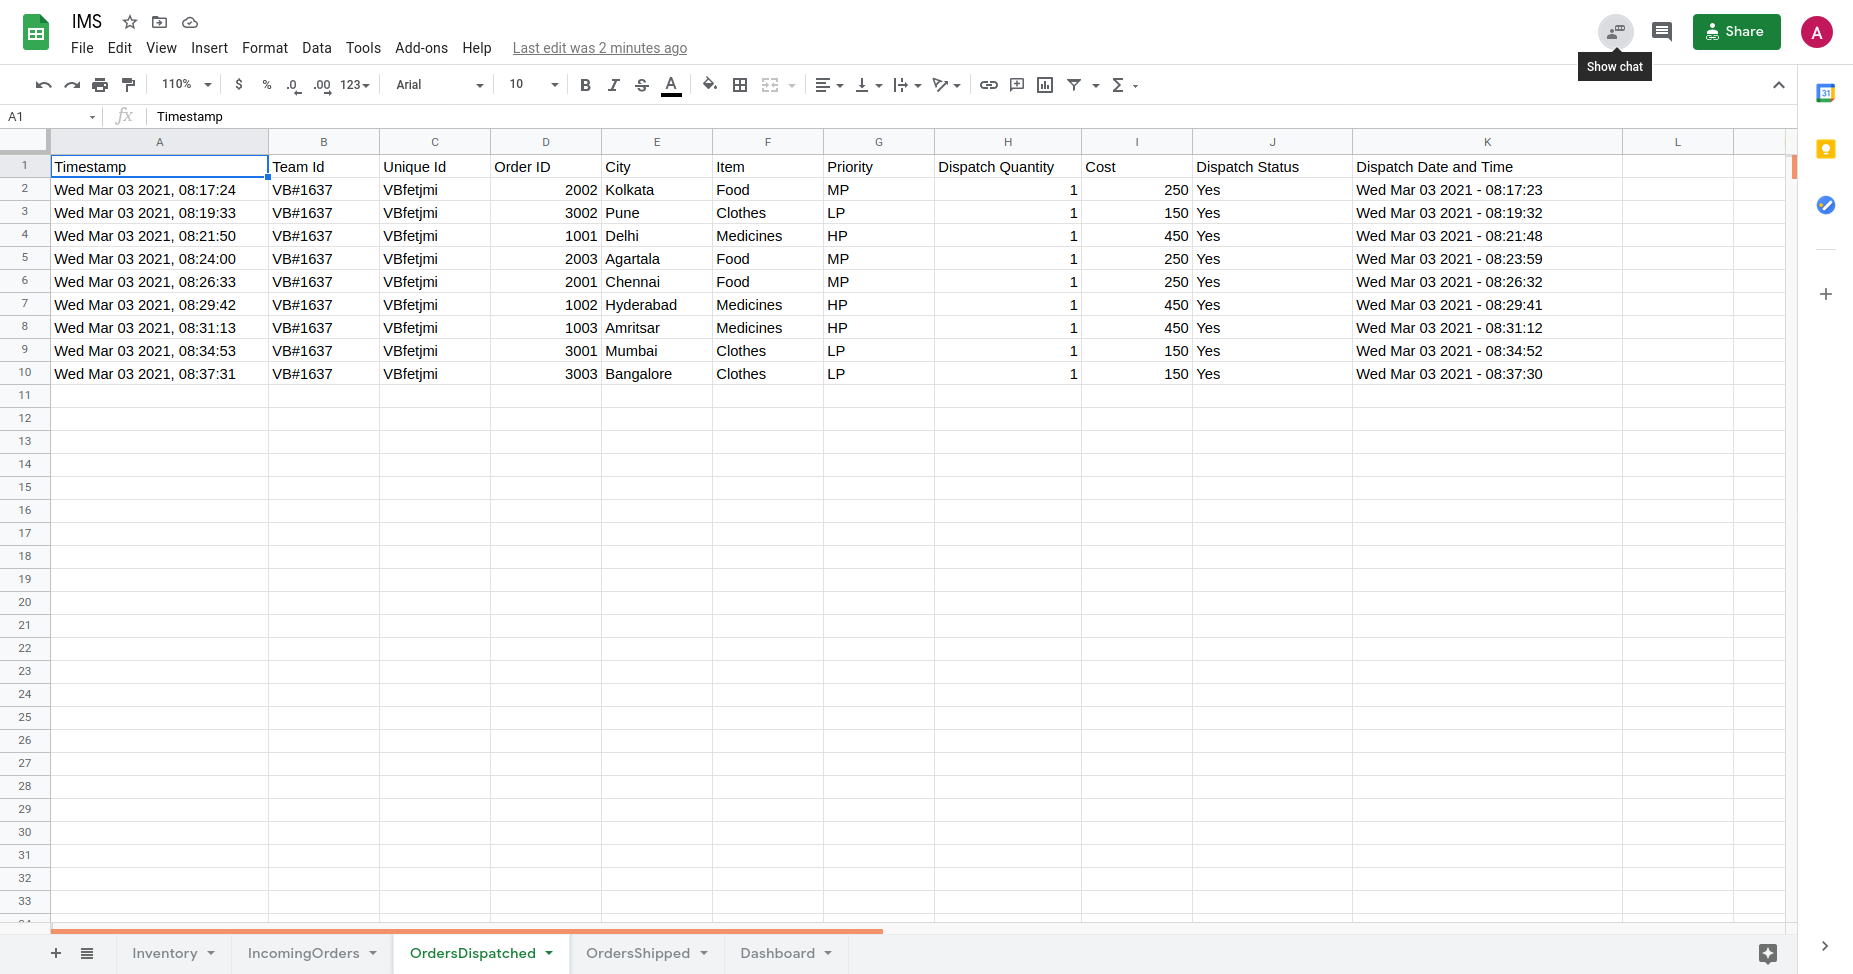 IMS
File Edit View Insert Format Data Tools Add-ons Help Last edit was 2 minutes ago
Share
A
Show chat
110% $ % .0 .00 123 Arial 10 B I S A
31
A1 fx Timestamp
A B C D E F G H I J K L
1 Timestamp Team Id Unique Id Order ID City Item Priority Dispatch Quantity Cost Dispatch Status Dispatch Date and Time
2 Wed Mar 03 2021, 08:17:24 VB#1637 VBfetjmi 2002 Kolkata Food MP 1 250 Yes Wed Mar 03 2021 - 08:17:23
3 Wed Mar 03 2021, 08:19:33 VB#1637 VBfetjmi 3002 Pune Clothes LP 1 150 Yes Wed Mar 03 2021 - 08:19:32
4 Wed Mar 03 2021, 08:21:50 VB#1637 VBfetjmi 1001 Delhi Medicines HP 1 450 Yes Wed Mar 03 2021 - 08:21:48
5 Wed Mar 03 2021, 08:24:00 VB#1637 VBfetjmi 2003 Agartala Food MP 1 250 Yes Wed Mar 03 2021 - 08:23:59
6 Wed Mar 03 2021, 08:26:33 VB#1637 VBfetjmi 2001 Chennai Food MP 1 250 Yes Wed Mar 03 2021 - 08:26:32
7 Wed Mar 03 2021, 08:29:42 VB#1637 VBfetjmi 1002 Hyderabad Medicines HP 1 450 Yes Wed Mar 03 2021 - 08:29:41
8 Wed Mar 03 2021, 08:31:13 VB#1637 VBfetjmi 1003 Amritsar Medicines HP 1 450 Yes Wed Mar 03 2021 - 08:31:12
9 Wed Mar 03 2021, 08:34:53 VB#1637 VBfetjmi 3001 Mumbai Clothes LP 1 150 Yes Wed Mar 03 2021 - 08:34:52
10 Wed Mar 03 2021, 08:37:31 VB#1637 VBfetjmi 3003 Bangalore Clothes LP 1 150 Yes Wed Mar 03 2021 - 08:37:30
11
12
13
14
15
16
17
18
19
20
21
22
23
24
25
26
27
28
29
30
31
32
33
Inventory IncomingOrders OrdersDispatched OrdersShipped Dashboard